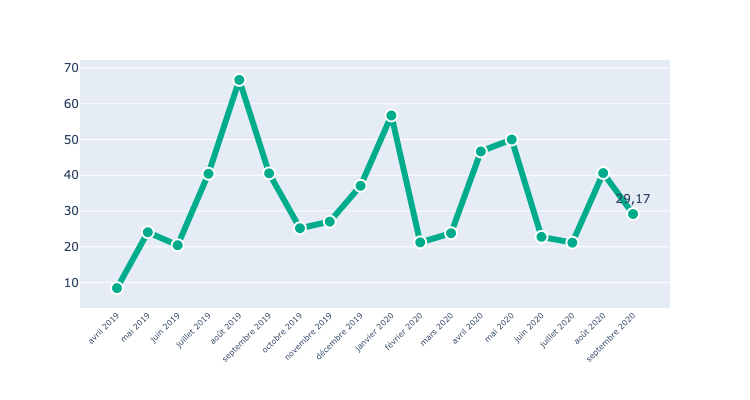 70
60
50
40
30
20
10
29,17
avril 2019
mai 2019
juin 2019
juillet 2019
août 2019
septembre 2019
octobre 2019
novembre 2019
décembre 2019
janvier 2020
février 2020
mars 2020
avril 2020
mai 2020
juin 2020
juillet 2020
août 2020
septembre 2020